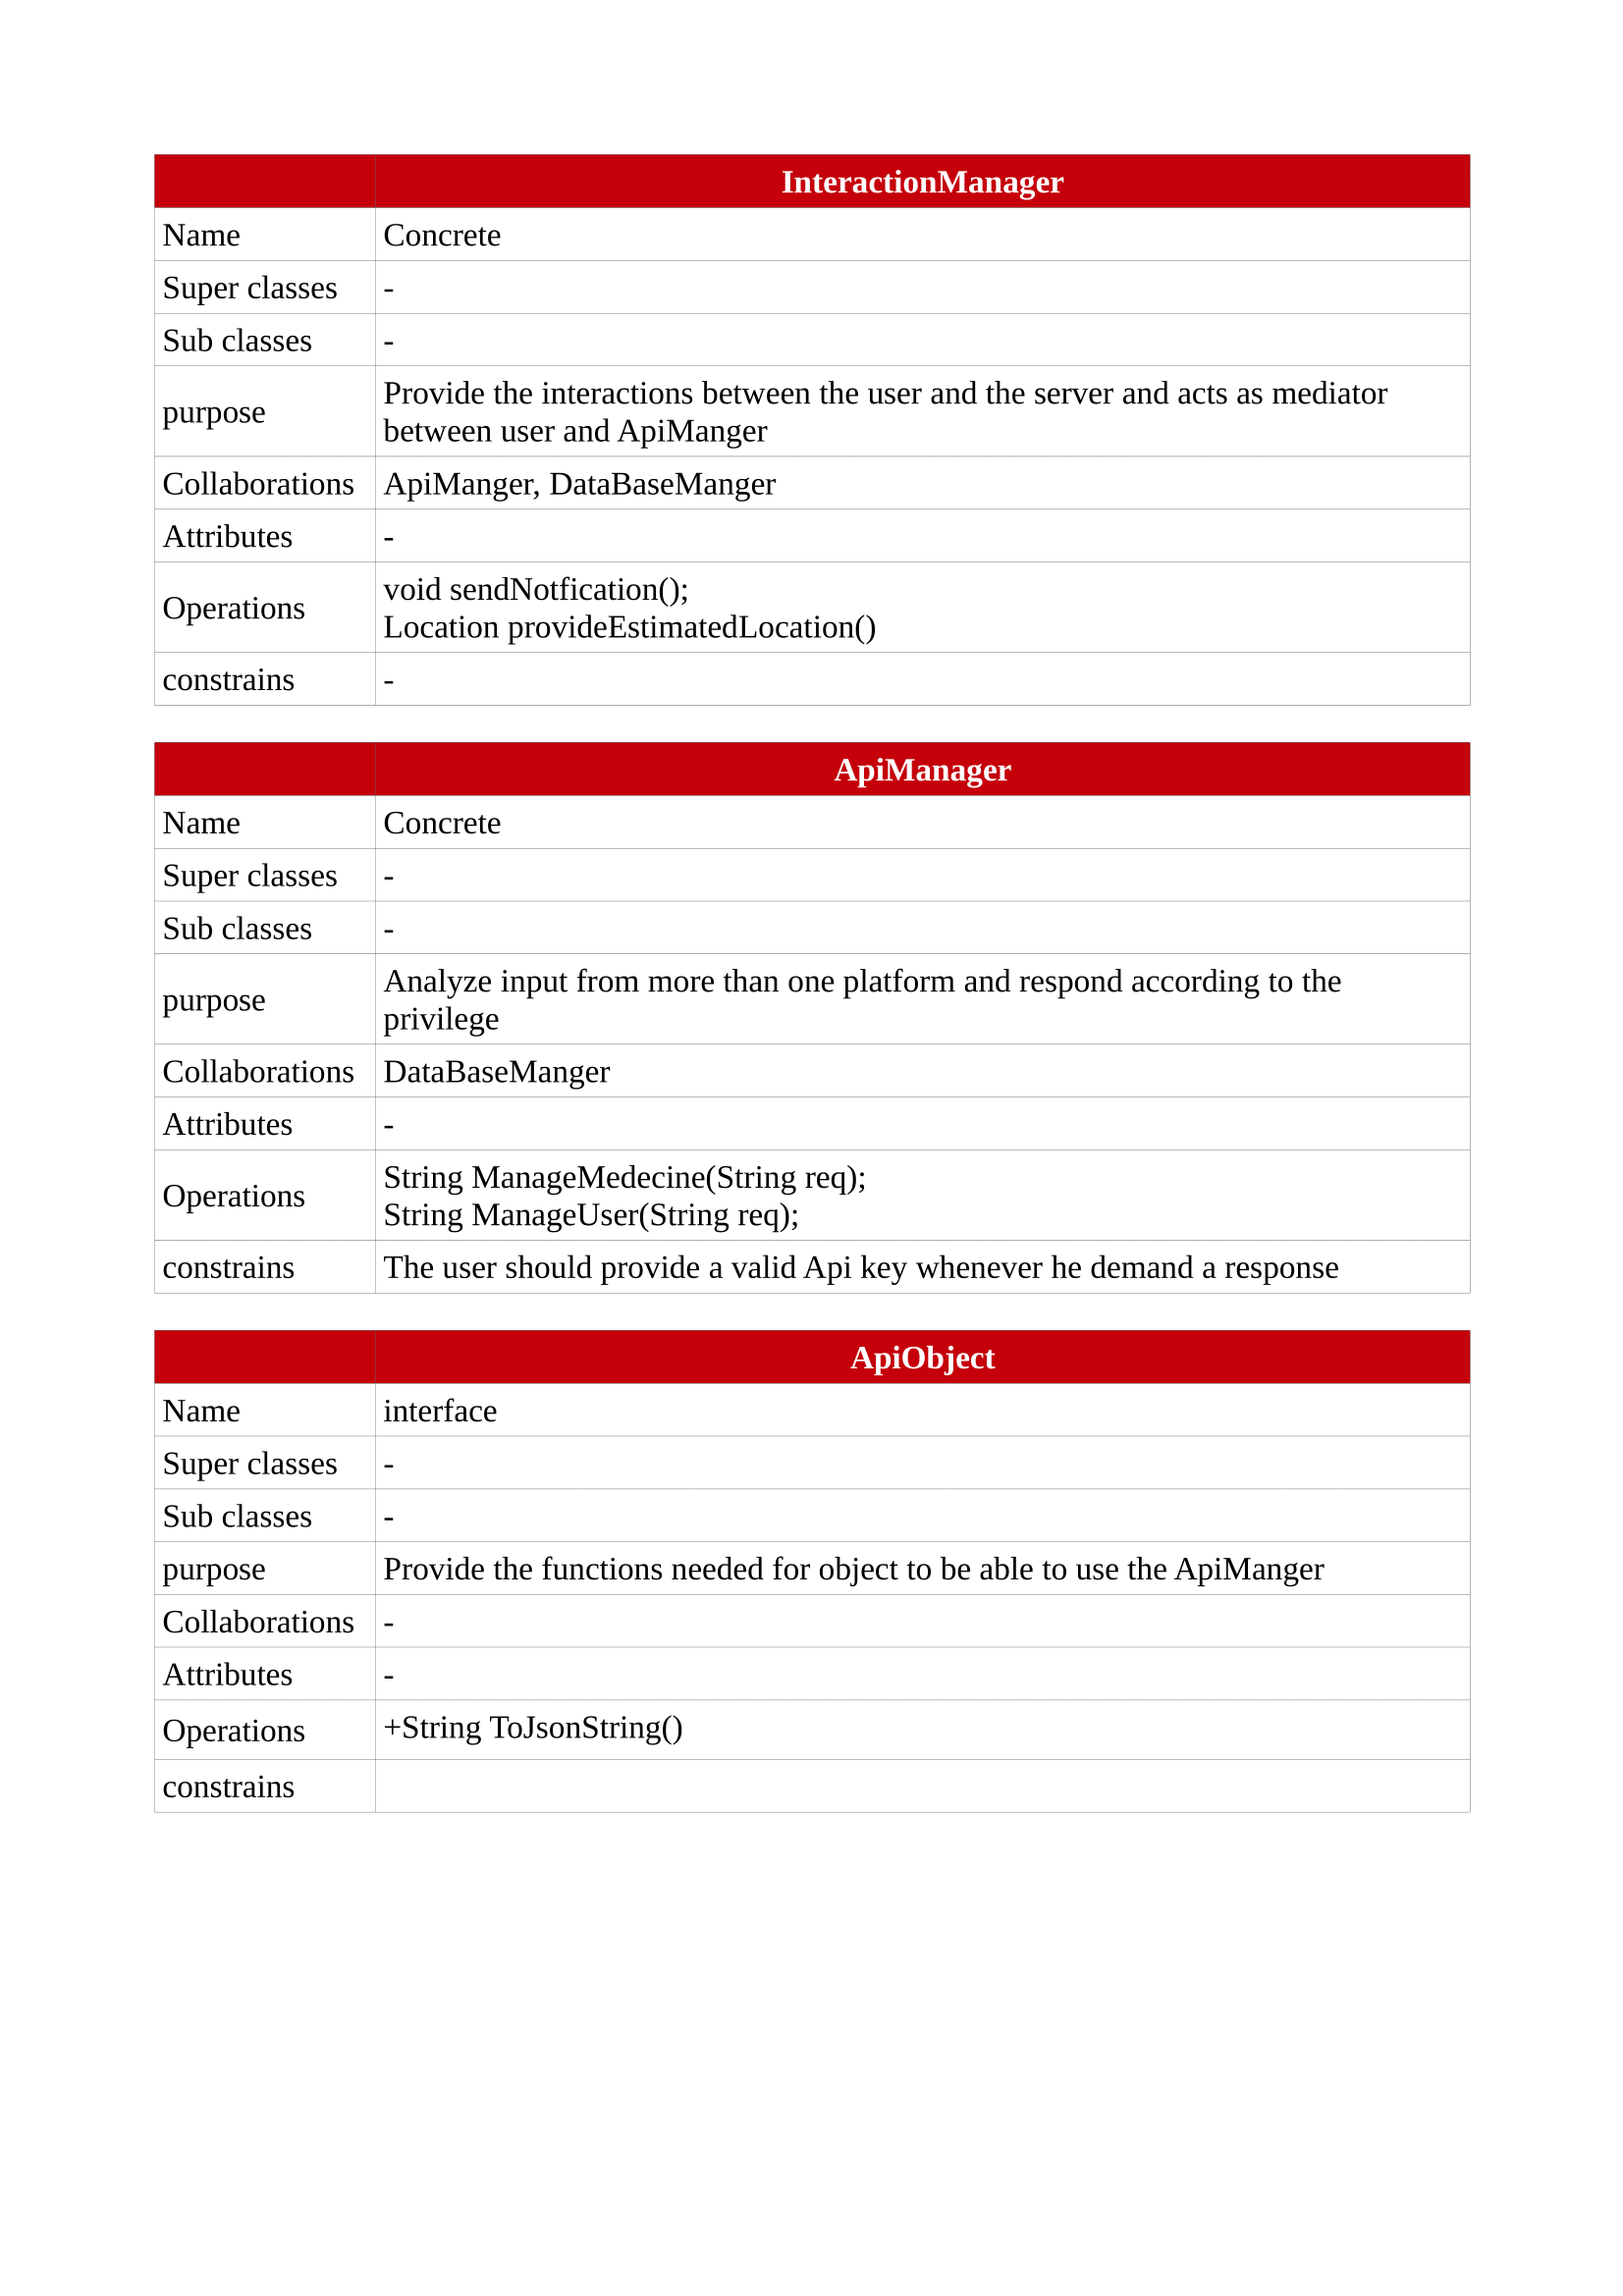 InteractionManager
Name Concrete
Super classes -
Sub classes -
purpose Provide the interactions between the user and the server and acts as mediator
between user and ApiManger
Collaborations ApiManger, DataBaseManger
Attributes -
Operations void sendNotfication();
Location provideEstimatedLocation()
constrains -
ApiManager
Name Concrete
Super classes -
Sub classes -
purpose Analyze input from more than one platform and respond according to the
privilege
Collaborations DataBaseManger
Attributes -
Operations String ManageMedecine(String req);
String ManageUser(String req);
constrains The user should provide a valid Api key whenever he demand a response
ApiObject
Name interface
Super classes -
Sub classes -
purpose Provide the functions needed for object to be able to use the ApiManger
Collaborations -
Attributes -
Operations +String ToJsonString()
constrains